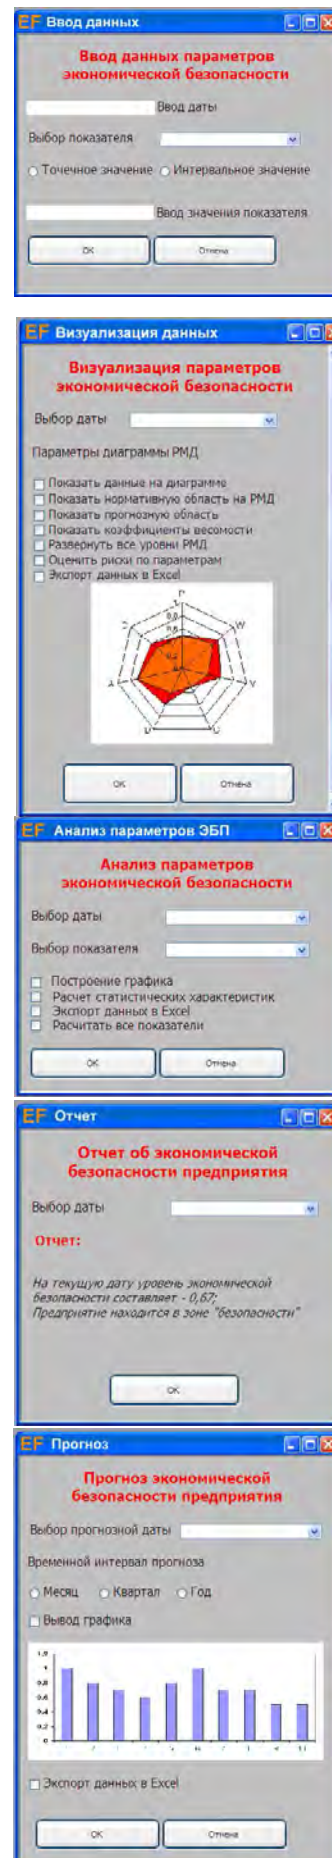 EF Ввод данных
Ввод данных параметров
экономической безопасности
Ввод даты
Выбор показателя
Точечное значение Интервальное значение
Ввод значения показателя
ОК Отмена
EF Визуализация данных
Визуализация параметров
экономической безопасности
Выбор даты
Параметры диаграммы РМД
Показать данные на диаграмме
Показать нормативную область на РМД
Показать прогнозную область
Показать коэффициенты весомости
Развернуть все уровни РМД
Оценить риски по параметрам
Экспорт данных в Excel
ОК Отмена
EF Анализ параметров ЭБП
Анализ параметров
экономической безопасности
Выбор даты
Выбор показателя
Построение графика
Расчет статистических характеристик
Экспорт данных в Excel
Расчитать все показатели
ОК Отмена
EF Отчет
Отчет об экономической
безопасности предприятия
Выбор даты
Отчет:
На текущую дату уровень экономической
безопасности составляет - 0,67;
Предприятие находится в зоне "безопасности"
ОК
EF Прогноз
Прогноз экономической
безопасности предприятия
Выбор прогнозной даты
Временной интервал прогноза
Месяц Квартал Год
Вывод графика
Экспорт данных в Excel
ОК Отмена